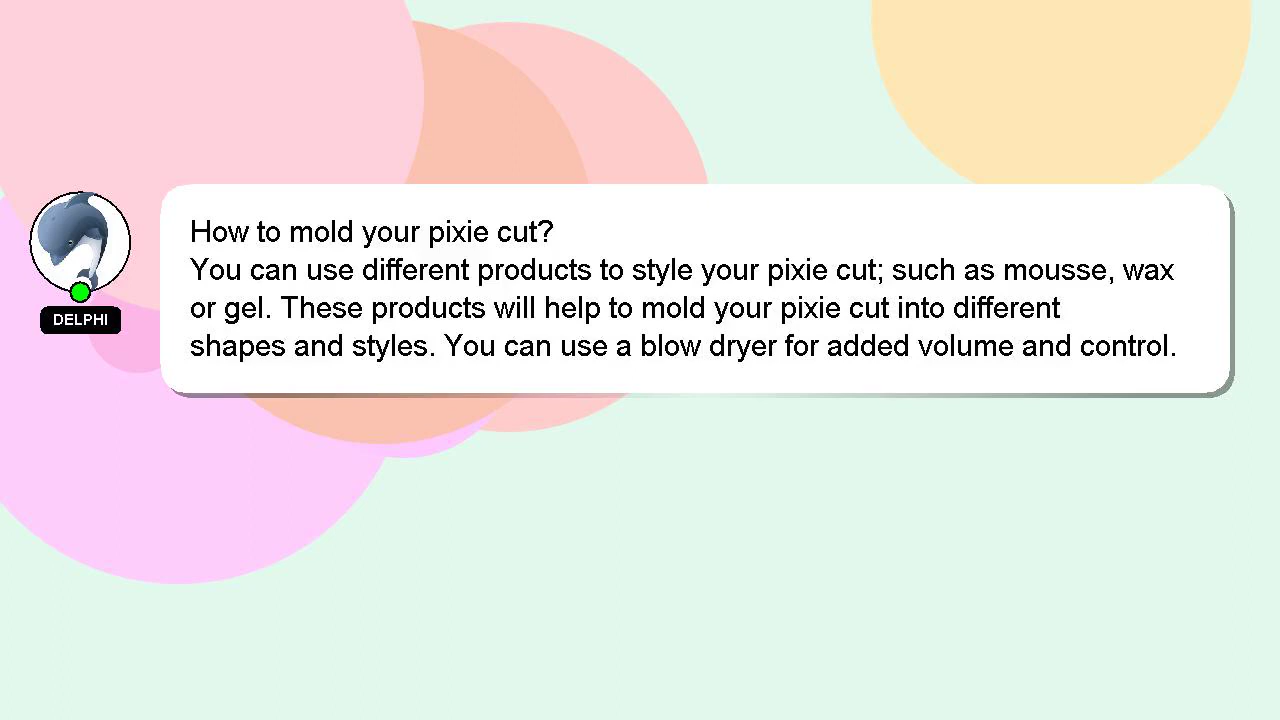 How to mold your pixie cut?
You can use different products to style your pixie cut; such as mousse, wax
or gel. These products will help to mold your pixie cut into different
shapes and styles. You can use a blow dryer for added volume and control.
DELPHI